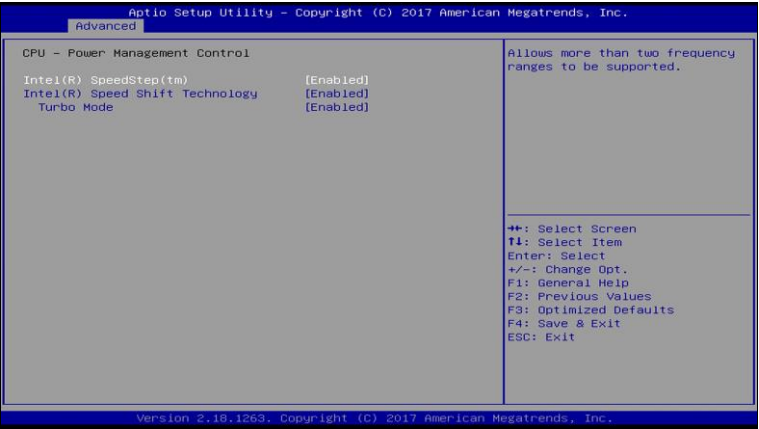 Aptio Setup Utility – Copyright (C) 2017 American Megatrends, Inc.
Advanced
CPU – Power Management Control
Intel(R) SpeedStep(tm) [Enabled]
Intel(R) Speed Shift Technology [Enabled]
Turbo Mode [Enabled]
Allows more than two frequency
ranges to be supported.
→←: Select Screen
↑↓: Select Item
Enter: Select
+/-: Change Opt.
F1: General Help
F2: Previous Values
F3: Optimized Defaults
F4: Save & Exit
ESC: Exit
Version 2.18.1263. Copyright (C) 2017 American Megatrends, Inc.